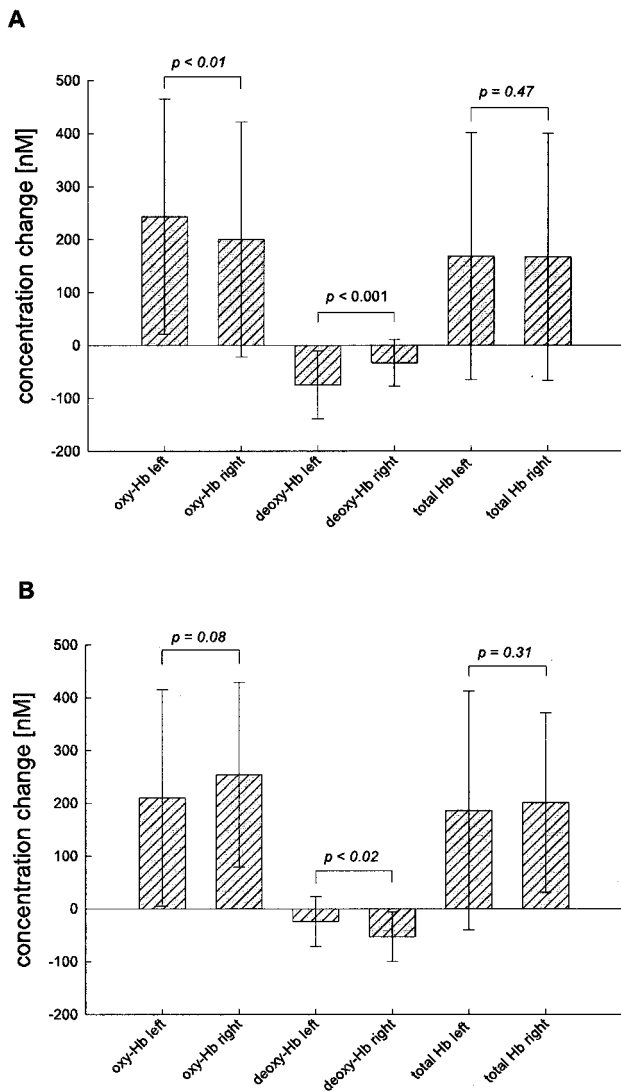 A
p < 0.01
p = 0.47
p < 0.001
500
400
300
200
100
0
-100
-200
concentration change [nM]
oxy-Hb left
oxy-Hb right
deoxy-Hb left
deoxy-Hb right
total Hb left
total Hb right
B
p = 0.08
p = 0.31
p < 0.02
500
400
300
200
100
0
-100
-200
concentration change [nM]
oxy-Hb left
oxy-Hb right
deoxy-Hb left
deoxy-Hb right
total Hb left
total Hb right